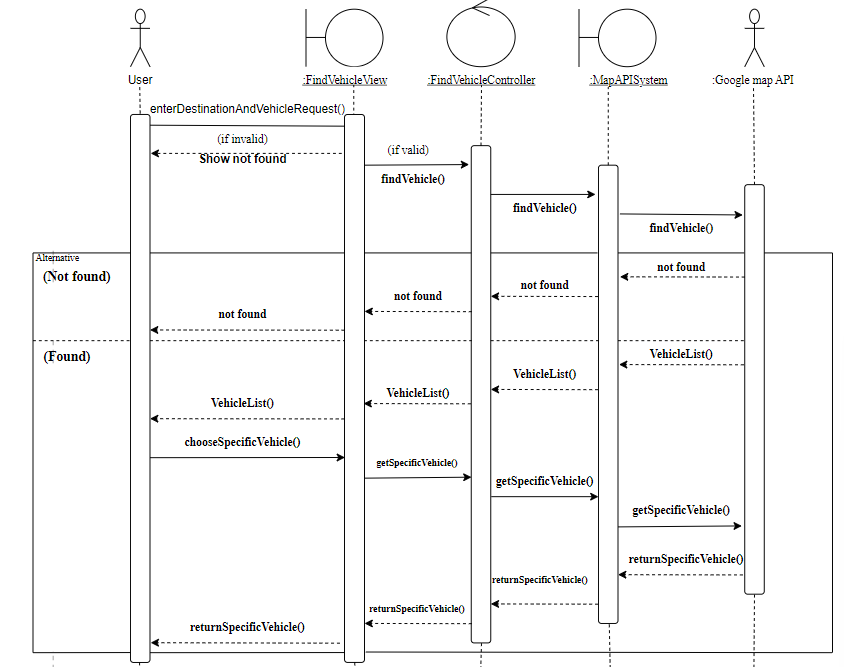 User
:FindVehicleView
:FindVehicleController
:MapAPISystem
:Google map API
enterDestinationAndVehicleRequest()
(if invalid)
Show not found
(if valid)
findVehicle()
findVehicle()
findVehicle()
Alternative
(Not found)
not found
not found
not found
not found
(Found)
VehicleList()
VehicleList()
VehicleList()
VehicleList()
chooseSpecificVehicle()
getSpecificVehicle()
getSpecificVehicle()
getSpecificVehicle()
returnSpecificVehicle()
returnSpecificVehicle()
returnSpecificVehicle()
returnSpecificVehicle()